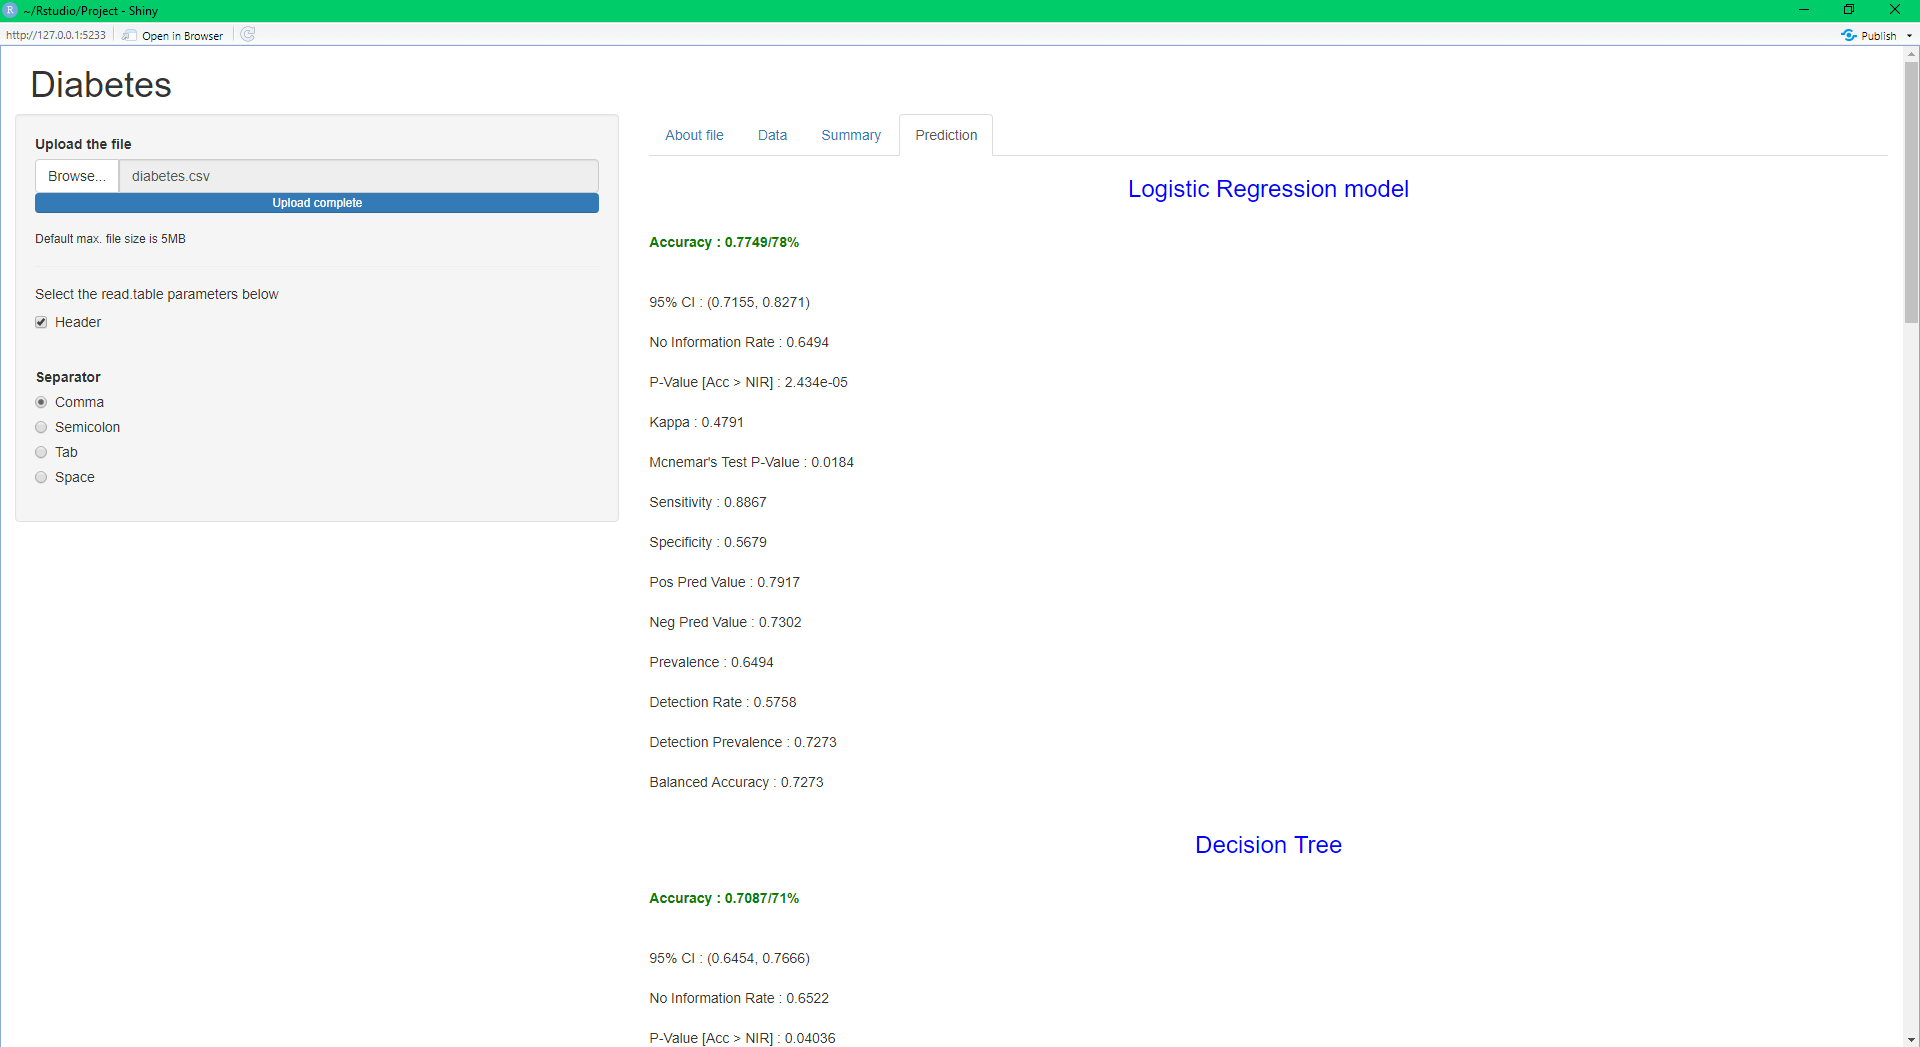 R ~/Rstudio/Project - Shiny
http://127.0.0.1:5233 Open in Browser Publish
Diabetes
Upload the file
Browse... diabetes.csv
Upload complete
Default max. file size is 5MB
Select the read.table parameters below
Header
Separator
Comma
Semicolon
Tab
Space
About file Data Summary Prediction
Logistic Regression model
Accuracy : 0.7749/78%
95% CI : (0.7155, 0.8271)
No Information Rate : 0.6494
P-Value [Acc > NIR] : 2.434e-05
Kappa : 0.4791
Mcnemar's Test P-Value : 0.0184
Sensitivity : 0.8867
Specificity : 0.5679
Pos Pred Value : 0.7917
Neg Pred Value : 0.7302
Prevalence : 0.6494
Detection Rate : 0.5758
Detection Prevalence : 0.7273
Balanced Accuracy : 0.7273
Decision Tree
Accuracy : 0.7087/71%
95% CI : (0.6454, 0.7666)
No Information Rate : 0.6522
P-Value [Acc > NIR] : 0.04036